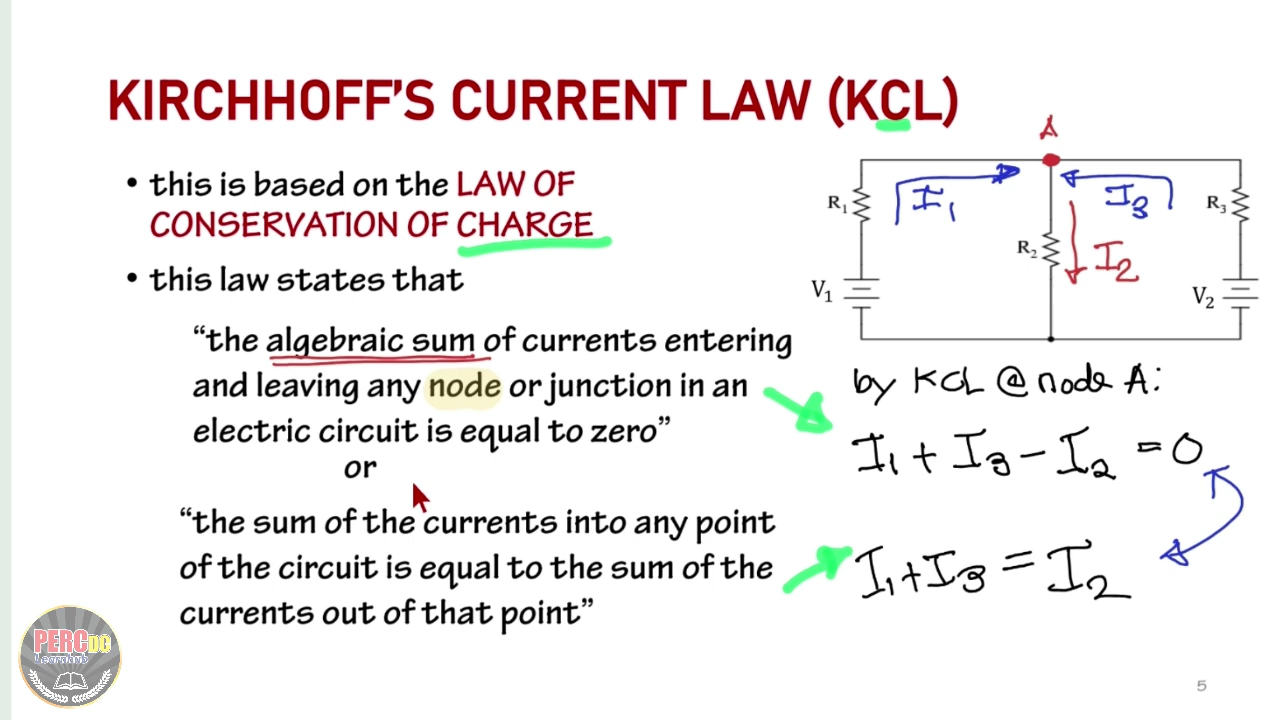 KIRCHHOFF'S CURRENT LAW (KCL)
• this is based on the LAW OF
CONSERVATION OF CHARGE
• this law states that
“the algebraic sum of currents entering
and leaving any node or junction in an
electric circuit is equal to zero”
or
“the sum of the currents into any point
of the circuit is equal to the sum of the
currents out of that point”
A
R₁
I₁
I₃
R₃
R₂
I₂
V₁
V₂
by KCL @ node A:
I₁ + I₃ - I₂ = 0
I₁ + I₃ = I₂
PERCDC
Learnhub
5